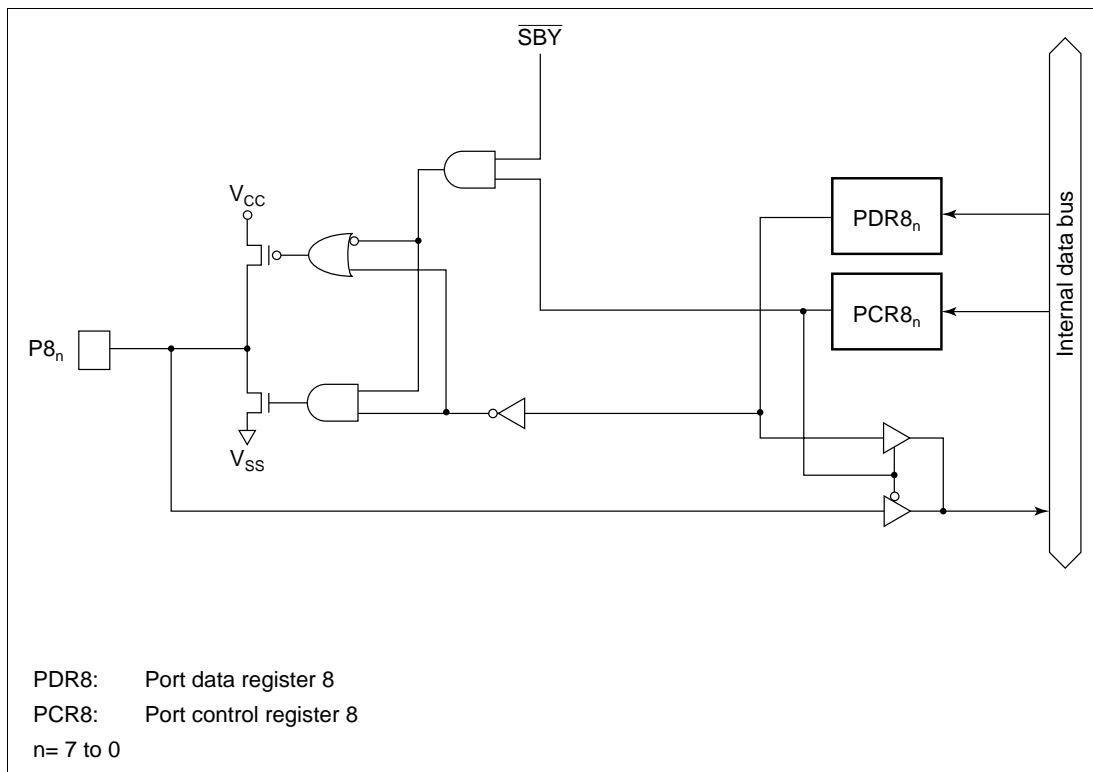 SBY
VCC
PDR8n
PCR8n
Internal data bus
P8n
VSS
PDR8: Port data register 8
PCR8: Port control register 8
n= 7 to 0